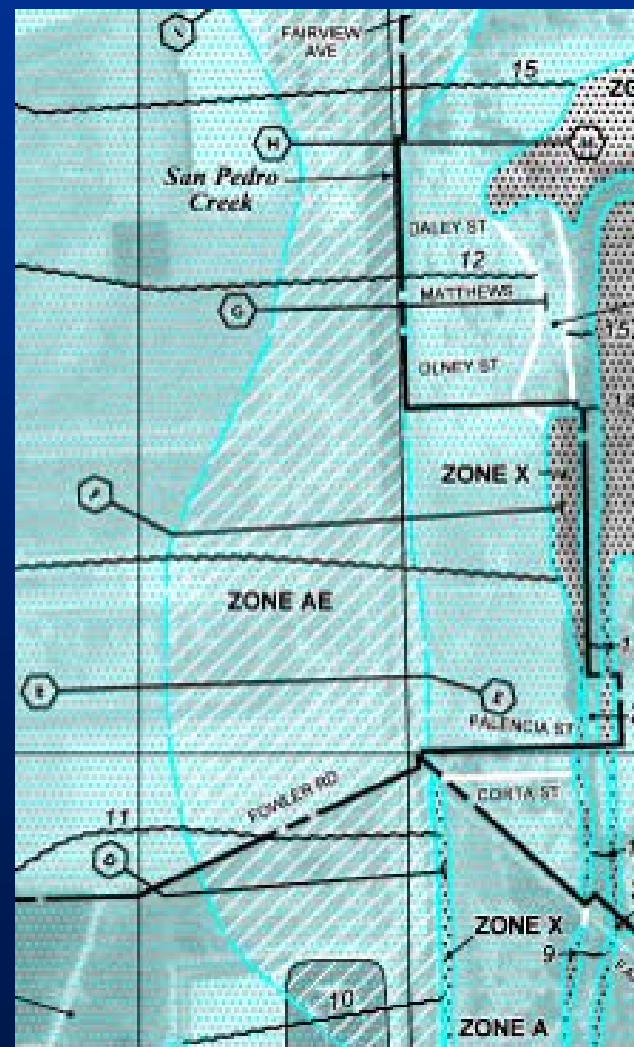 FAIRVIEW
AVE
15
H
H
San Pedro
Creek
DALEY ST
12
MATTHEWS
G
15
OLNEY ST
ZONE X
F
ZONE AE
E
E
PALENCIA ST
FOWLER RD
CORTA ST
11
ZONE X
9
10
ZONE A